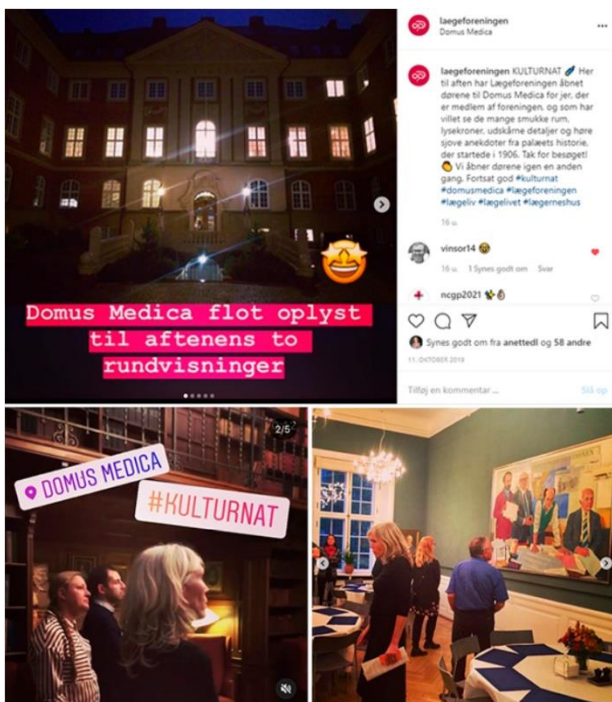 Domus Medica flot oplyst
til aftenens to
rundvisninger
laegeforeningen
Domus Medica
laegeforeningen KULTURNAT Her
til aften har Lægeforeningen åbnet
dørene til Domus Medica for jer, der
er medlem af foreningen, og som har
villet se de mange smukke rum,
lysekroner, udskårne detaljer og høre
sjove anekdoter fra palæets historie,
der startede i 1906. Tak for besøget!
Vi åbner dørene igen en anden
gang. Fortsat god #kulturnat
#domusmedica #lægeforeningen
#lægeliv #lægelivet #lægerneshus
16 u.
vinsor14
16 u. 1 Synes godt om Svar
ncgp2021
Synes godt om fra anettedl og 58 andre
11. OKTOBER 2019
Tilføj en kommentar ...
Slå op
2/5
DOMUS MEDICA
#KULTURNAT